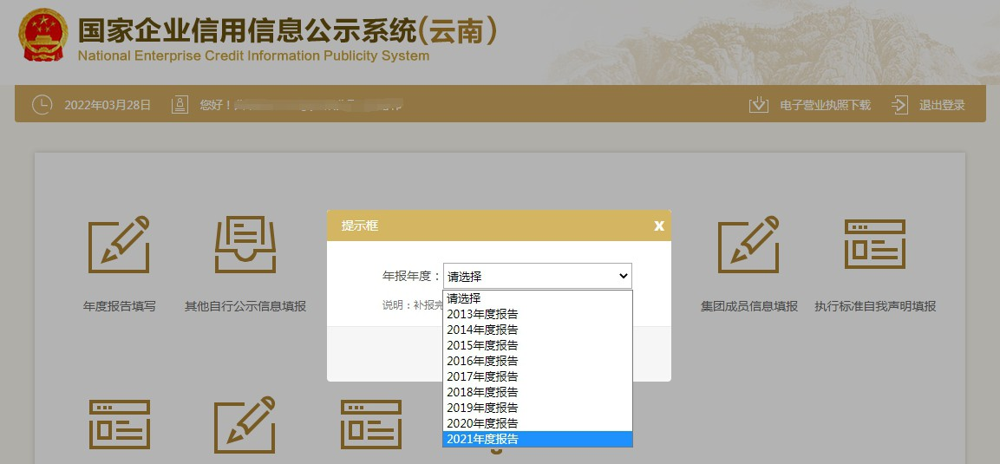 国家企业信用信息公示系统(云南)
National Enterprise Credit Information Publicity System
2022年03月28日
您好！
电子营业执照下载
退出登录
提示框
x
年报年度：
请选择
说明：补报完
请选择
2013年度报告
2014年度报告
2015年度报告
2016年度报告
2017年度报告
2018年度报告
2019年度报告
2020年度报告
2021年度报告
年度报告填写
其他自行公示信息填报
集团成员信息填报
执行标准自我声明填报